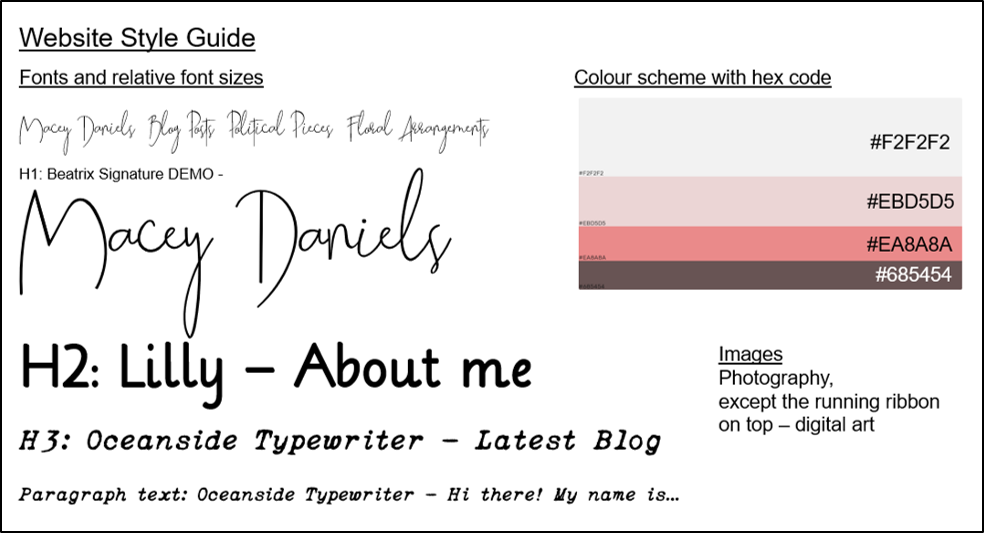 Website Style Guide
Fonts and relative font sizes
Macey Daniels Blog Posts Political Pieces Floral Arrangements
H1: Beatrix Signature DEMO -
Macey Daniels
H2: Lilly – About me
H3: Oceanside Typewriter – Latest Blog
Paragraph text: Oceanside Typewriter – Hi there! My name is…
Colour scheme with hex code
#F2F2F2
#F2F2F2
#EBD5D5
#EBD5D5
#EA8A8A
#EA8A8A
#685454
#685454
Images
Photography,
except the running ribbon
on top – digital art